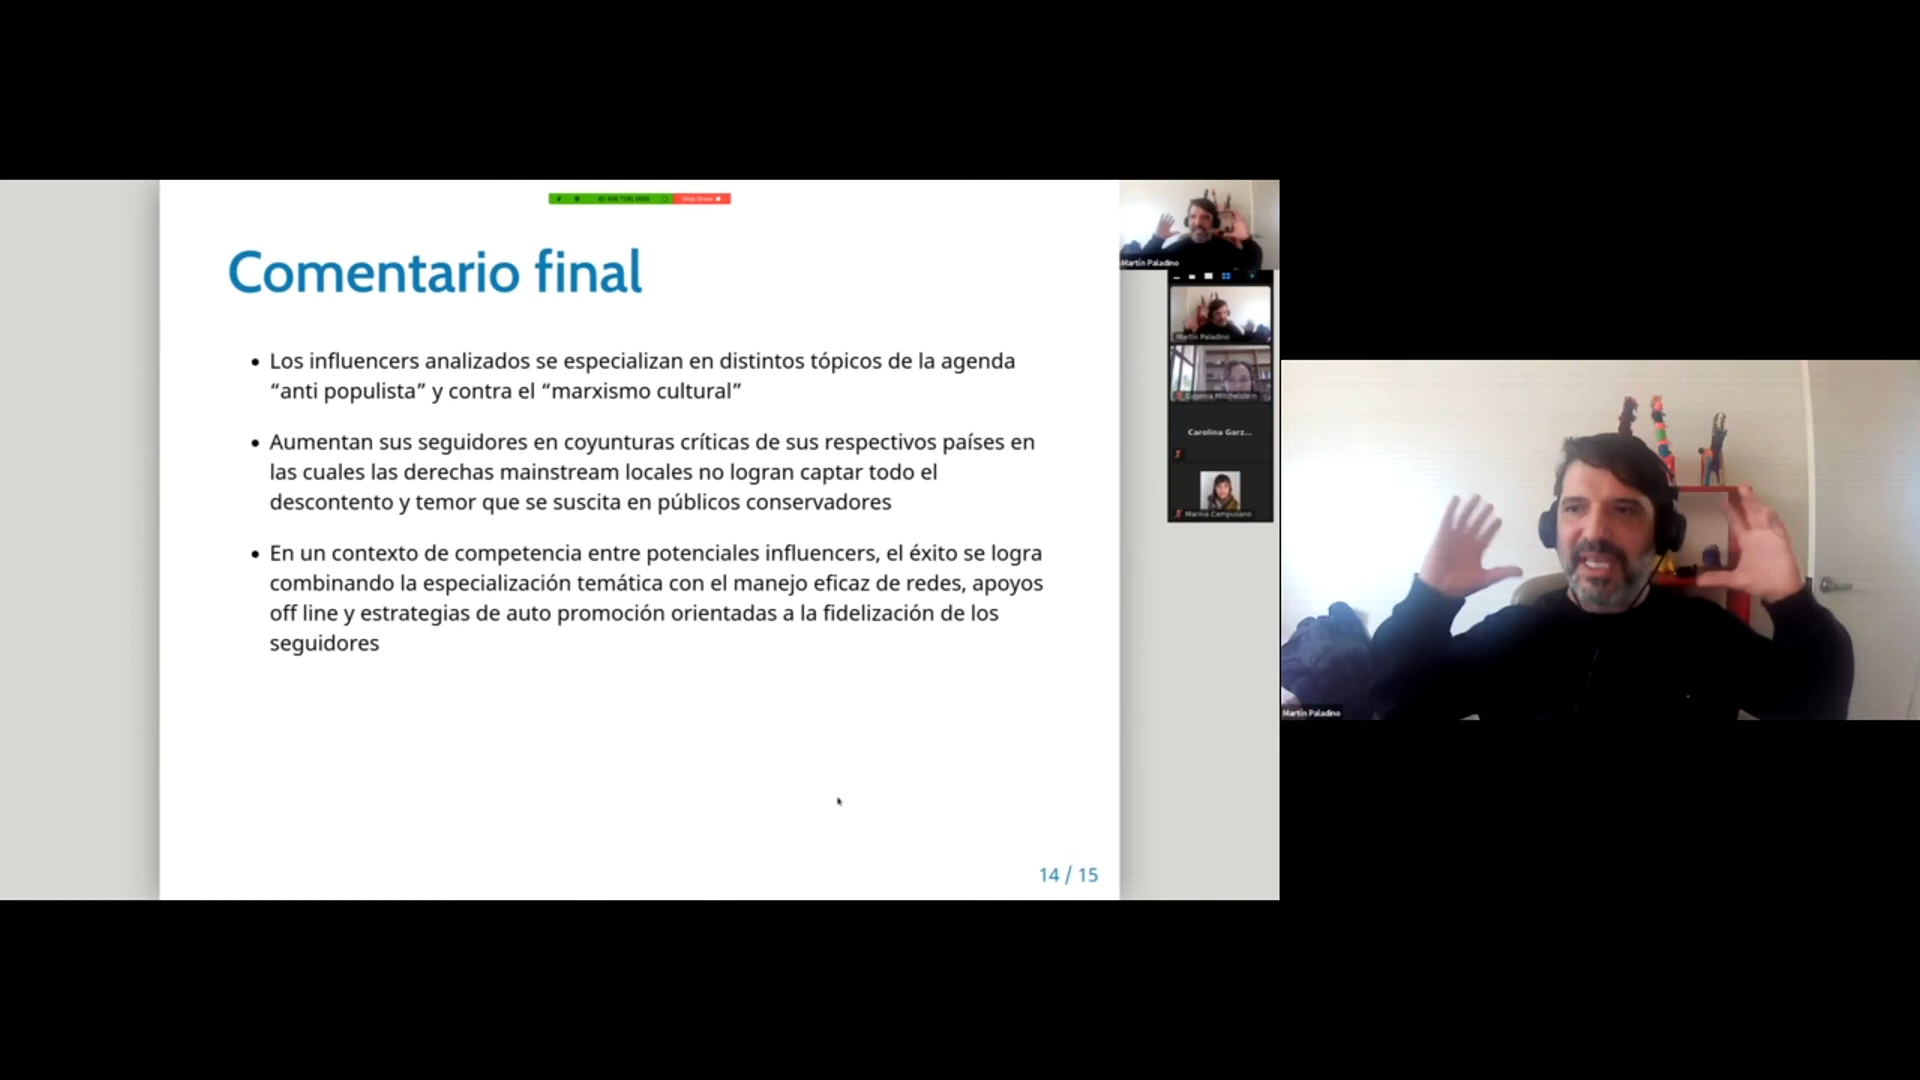 Comentario final
• Los influencers analizados se especializan en distintos tópicos de la agenda
“anti populista” y contra el “marxismo cultural”
• Aumentan sus seguidores en coyunturas críticas de sus respectivos países en
las cuales las derechas mainstream locales no logran captar todo el
descontento y temor que se suscita en públicos conservadores
• En un contexto de competencia entre potenciales influencers, el éxito se logra
combinando la especialización temática con el manejo eficaz de redes, apoyos
off line y estrategias de auto promoción orientadas a la fidelización de los
seguidores
14 / 15
Martín Paladino
Martín Paladino
Eugenia Mitchelstein
Carolina Garz...
Marina Campusano
Martín Paladino